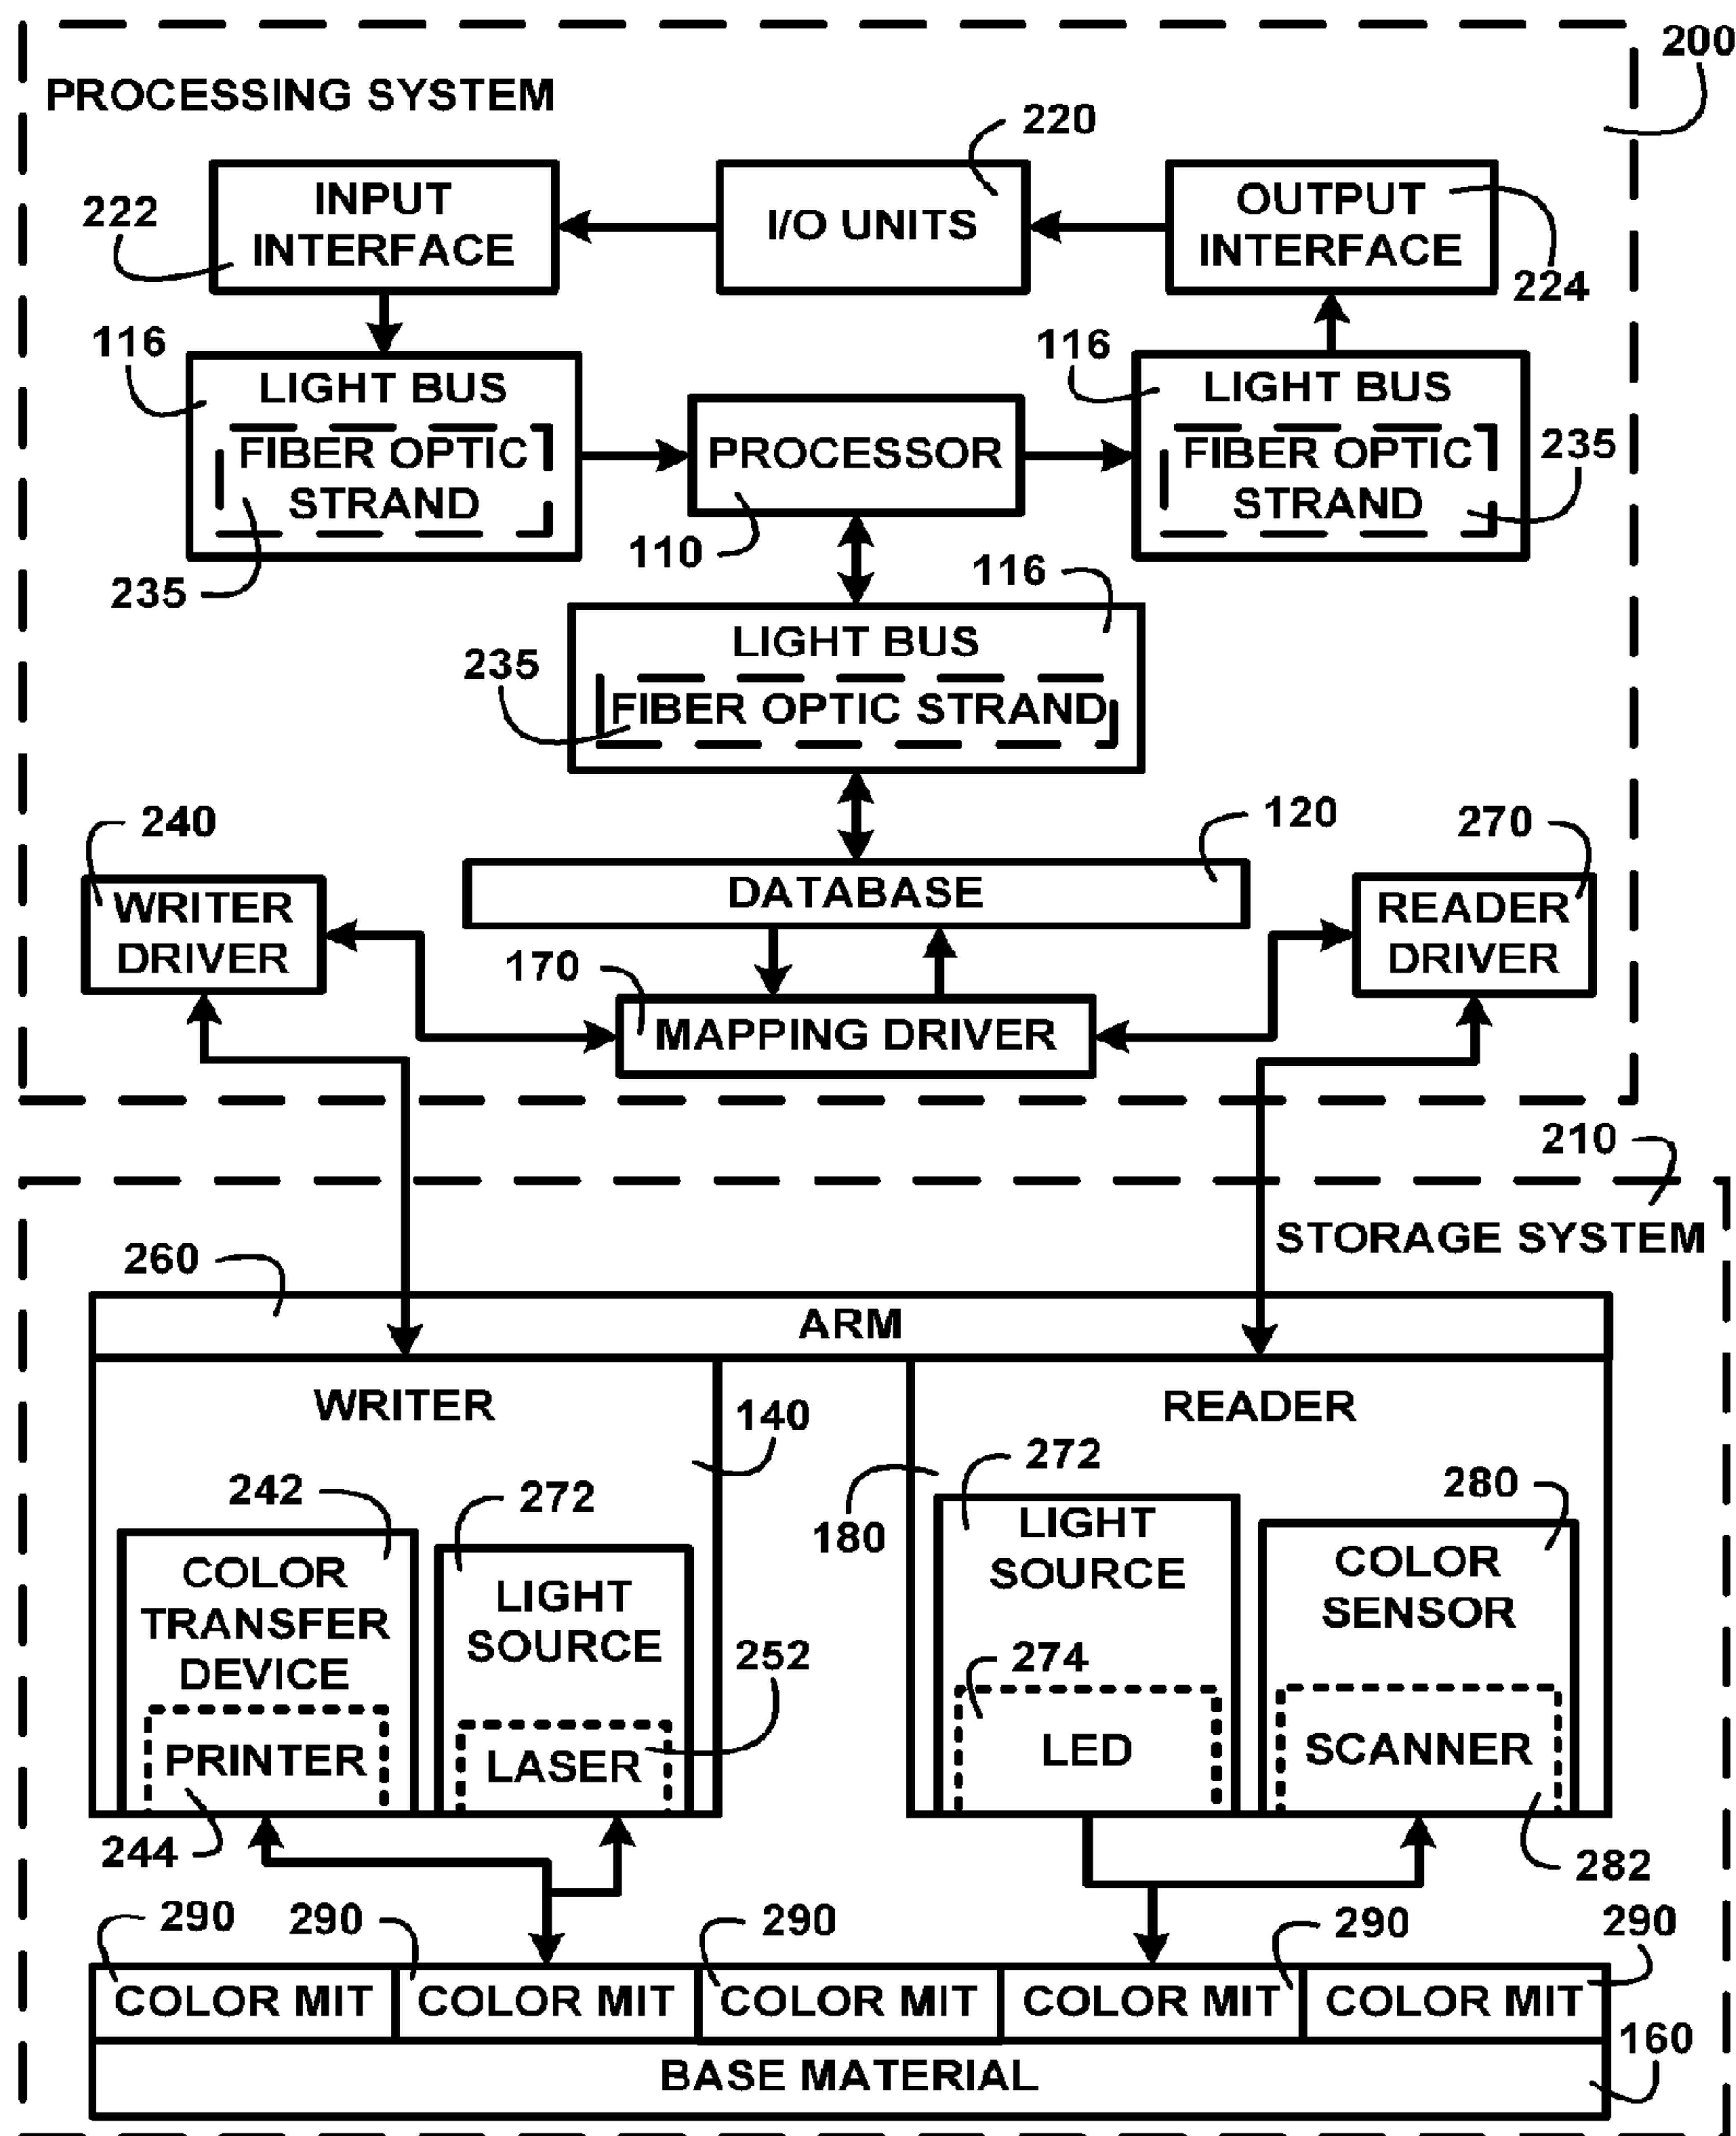 200
PROCESSING SYSTEM
220
222
INPUT
INTERFACE
I/O UNITS
OUTPUT
INTERFACE
224
116
LIGHT BUS
FIBER OPTIC
STRAND
235
PROCESSOR
110
116
LIGHT BUS
FIBER OPTIC
STRAND
235
116
LIGHT BUS
235
FIBER OPTIC STRAND
240
WRITER
DRIVER
120
DATABASE
270
READER
DRIVER
170
MAPPING DRIVER
210
STORAGE SYSTEM
260
ARM
WRITER
140
READER
180
242
COLOR
TRANSFER
DEVICE
PRINTER
244
272
LIGHT
SOURCE
252
LASER
272
LIGHT
SOURCE
274
LED
280
COLOR
SENSOR
SCANNER
282
290
290
290
290
290
COLOR MIT
COLOR MIT
COLOR MIT
COLOR MIT
COLOR MIT
160
BASE MATERIAL